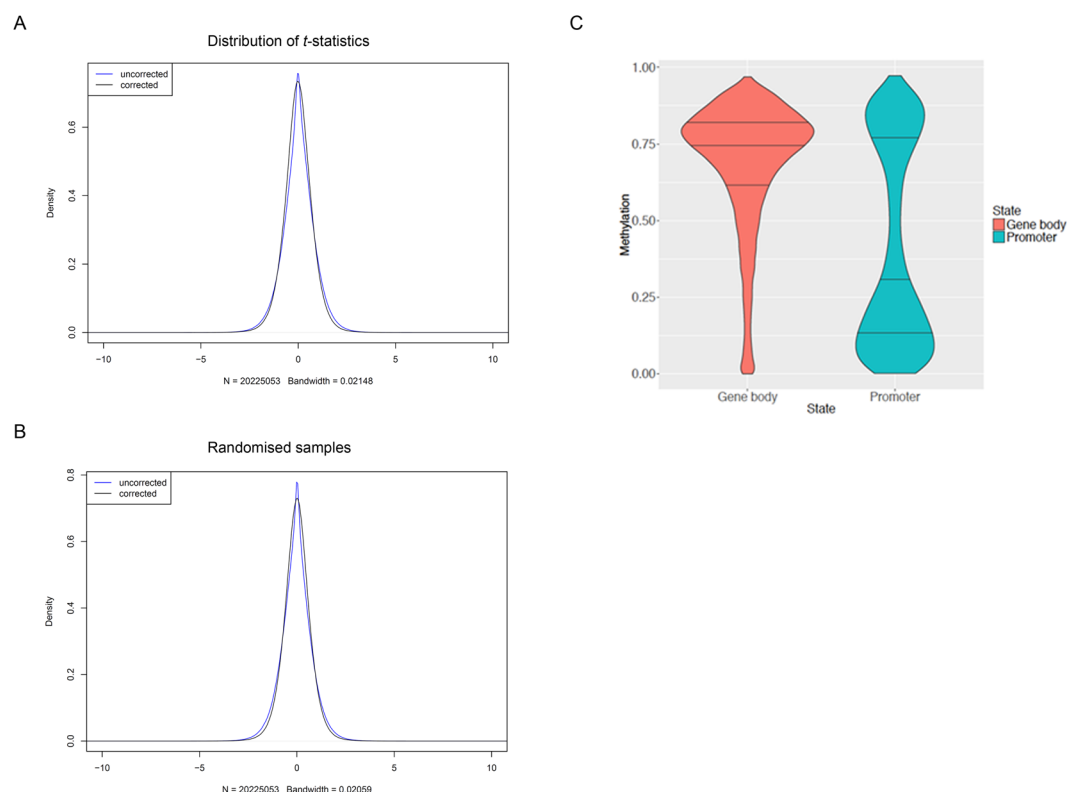 A
Distribution of t-statistics
uncorrected
corrected
Density
0.0
0.2
0.4
0.6
−10
−5
0
5
10
N = 20225053 Bandwidth = 0.02148
B
Randomised samples
uncorrected
corrected
Density
0.0
0.2
0.4
0.6
0.8
−10
−5
0
5
10
N = 20225053 Bandwidth = 0.02059
C
1.00
0.75
0.50
0.25
0.00
Methylation
Gene body
Promoter
State
State
Gene body
Promoter